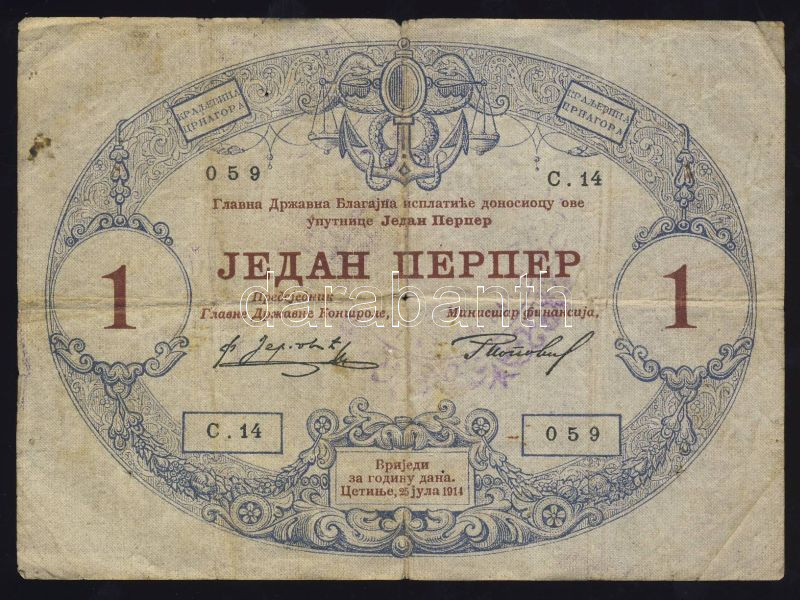 КРАЉЕВИНА
ЦРНАГОРА
КРАЉЕВИНА
ЦРНАГОРА
059
С.14
Главна Државна Благајна исплатиће доносиоцу ове
упутнице Један Перпер
1
ЈЕДАН ПЕРПЕР
1
Предсједник
Главне Државне Контроле,
Министар финансија,
darabanth
С.14
059
Вриједи
за годину дана.
Цетиње, 25 јула 1914